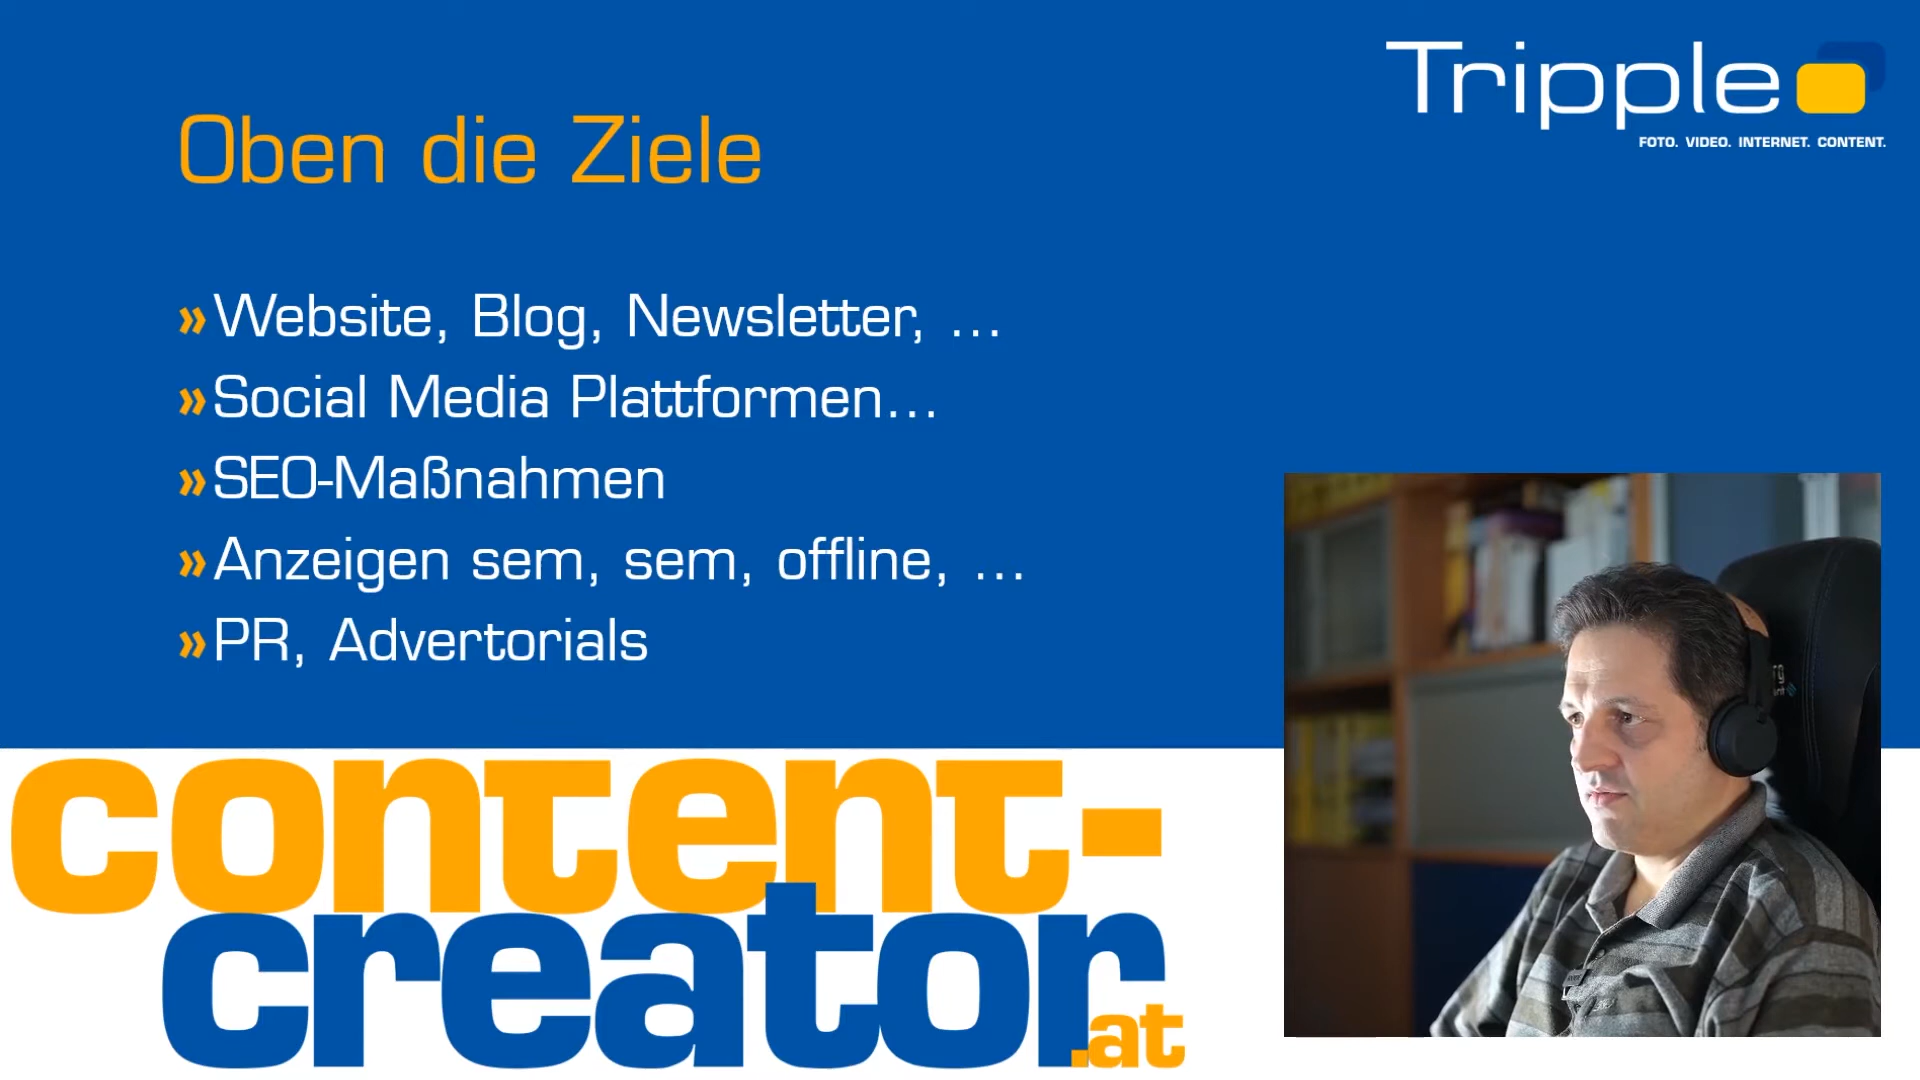 Tripple
FOTO. VIDEO. INTERNET. CONTENT.
Oben die Ziele
» Website, Blog, Newsletter, ...
» Social Media Plattformen...
» SEO-Maßnahmen
» Anzeigen sem, sem, offline, ...
» PR, Advertorials
content-
creator
.at